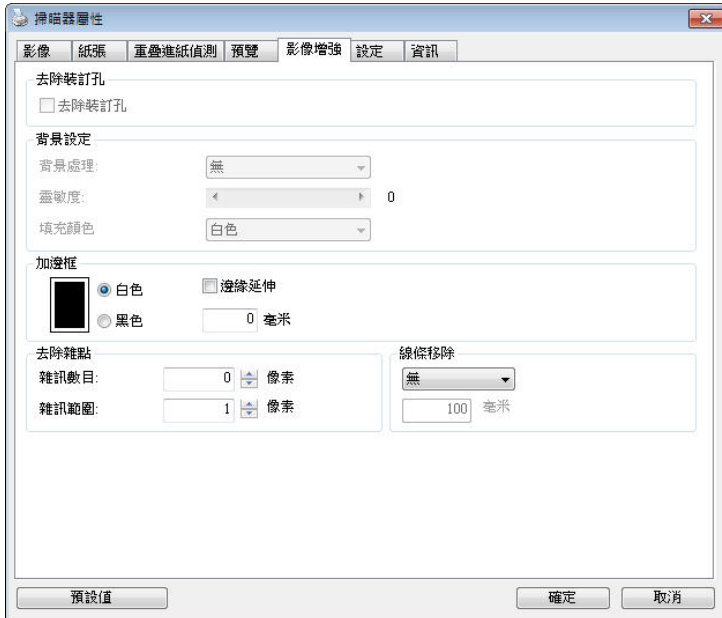 掃瞄器屬性
影像 紙張 重疊進紙偵測 預覽 影像增強 設定 資訊
去除裝訂孔
去除裝訂孔
背景設定
背景處理: 無
靈敏度: 0
填充顏色 白色
加邊框
白色 邊緣延伸
黑色 0 毫米
去除雜點
雜訊數目: 0 像素
雜訊範圍: 1 像素
線條移除
無
100 毫米
預設值 確定 取消